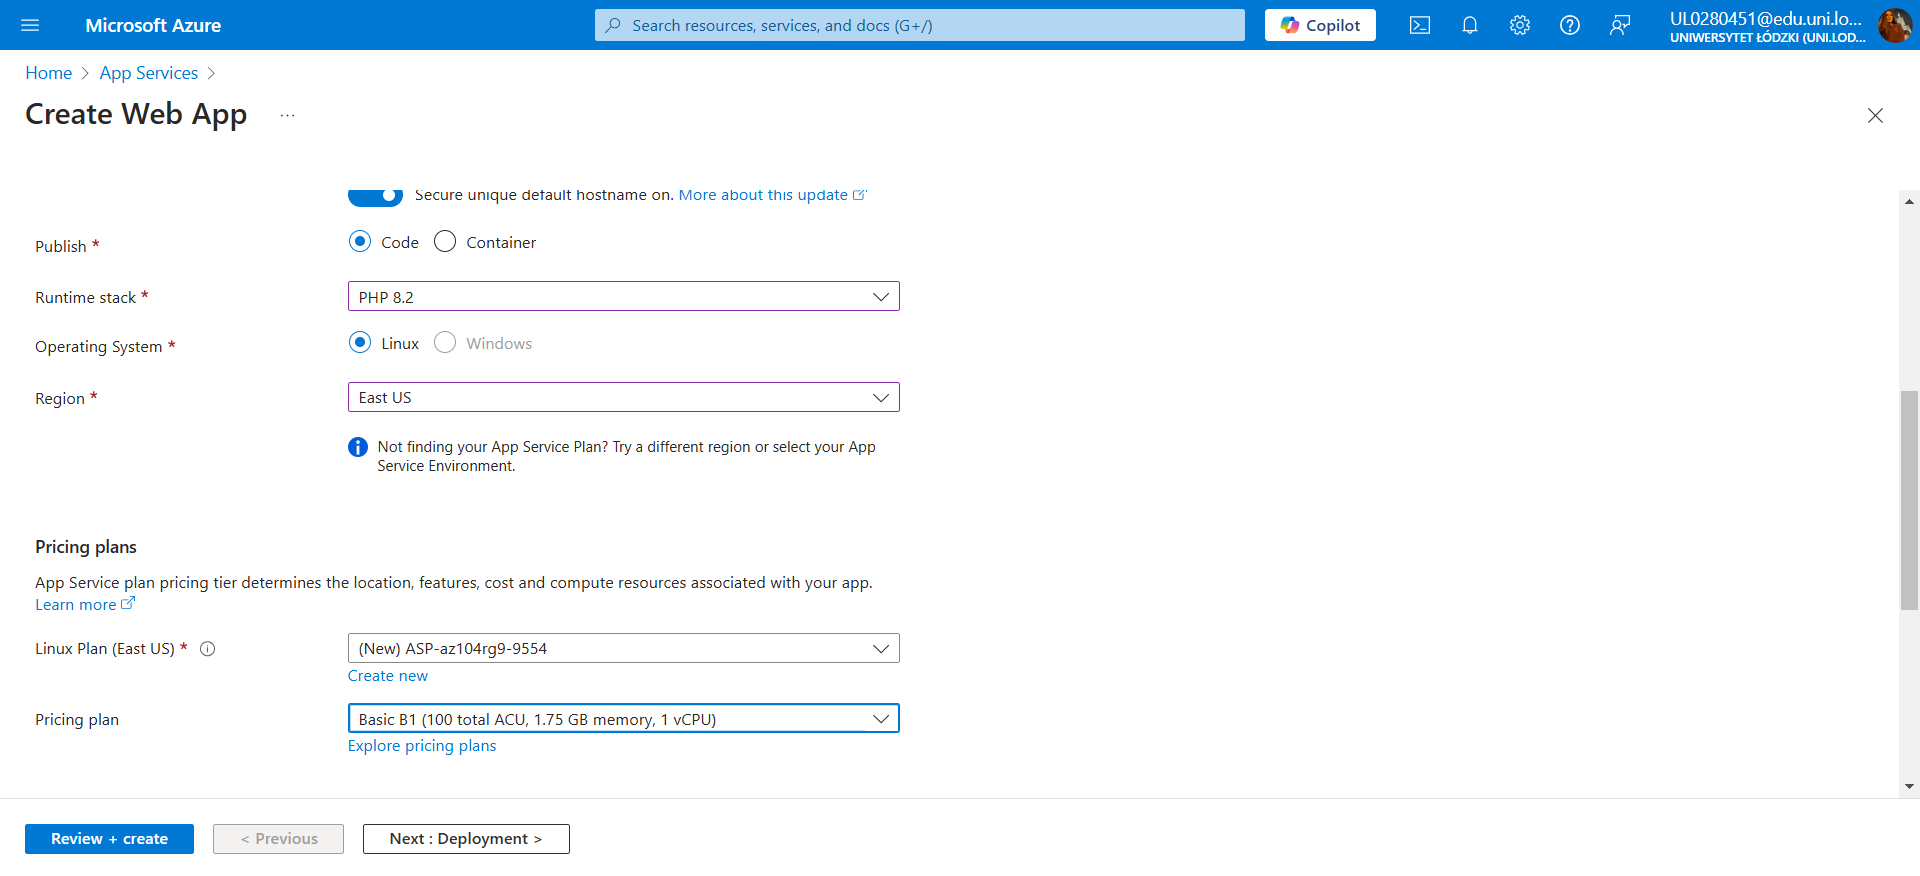 Microsoft Azure
Search resources, services, and docs (G+/)
Copilot
UL0280451@edu.uni.lo...
UNIWERSYTET ŁÓDZKI (UNI.LOD...
Home > App Services >
Create Web App ...
Secure unique default hostname on. More about this update
Publish *
Code
Container
Runtime stack *
PHP 8.2
Operating System *
Linux
Windows
Region *
East US
Not finding your App Service Plan? Try a different region or select your App
Service Environment.
Pricing plans
App Service plan pricing tier determines the location, features, cost and compute resources associated with your app.
Learn more
Linux Plan (East US) *
(New) ASP-az104rg9-9554
Create new
Pricing plan
Basic B1 (100 total ACU, 1.75 GB memory, 1 vCPU)
Explore pricing plans
Review + create
< Previous
Next : Deployment >